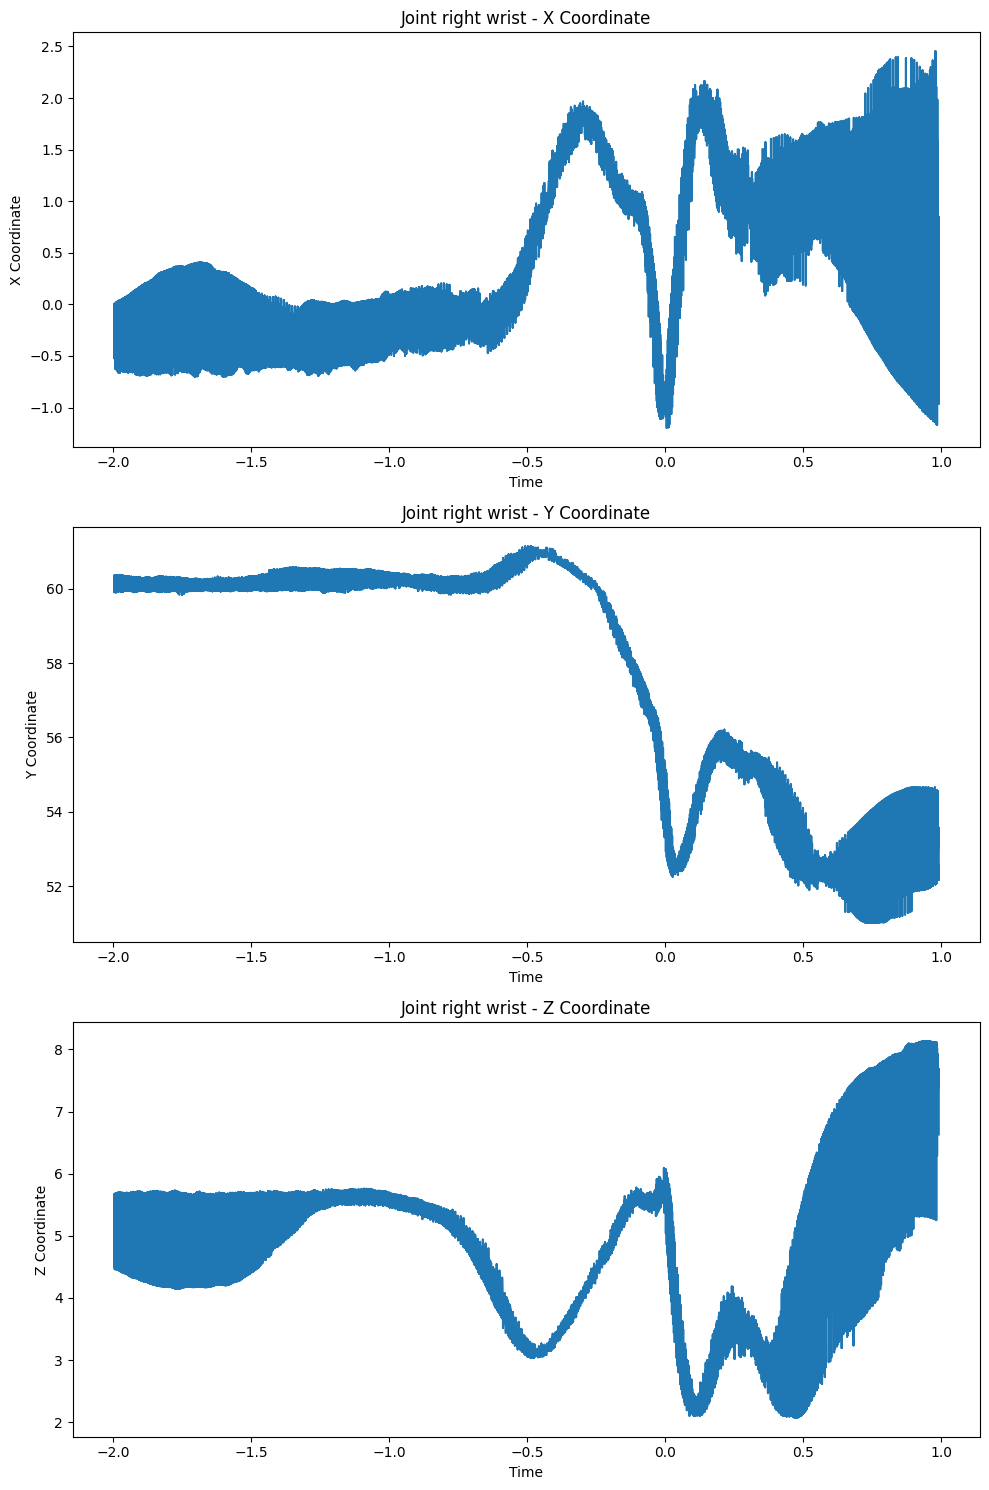 Joint right wrist - X Coordinate
2.5
2.0
1.5
1.0
0.5
0.0
−0.5
−1.0
X Coordinate
−2.0 −1.5 −1.0 −0.5 0.0 0.5 1.0
Time
Joint right wrist - Y Coordinate
60
58
56
54
52
Y Coordinate
−2.0 −1.5 −1.0 −0.5 0.0 0.5 1.0
Time
Joint right wrist - Z Coordinate
8
7
6
5
4
3
2
Z Coordinate
−2.0 −1.5 −1.0 −0.5 0.0 0.5 1.0
Time